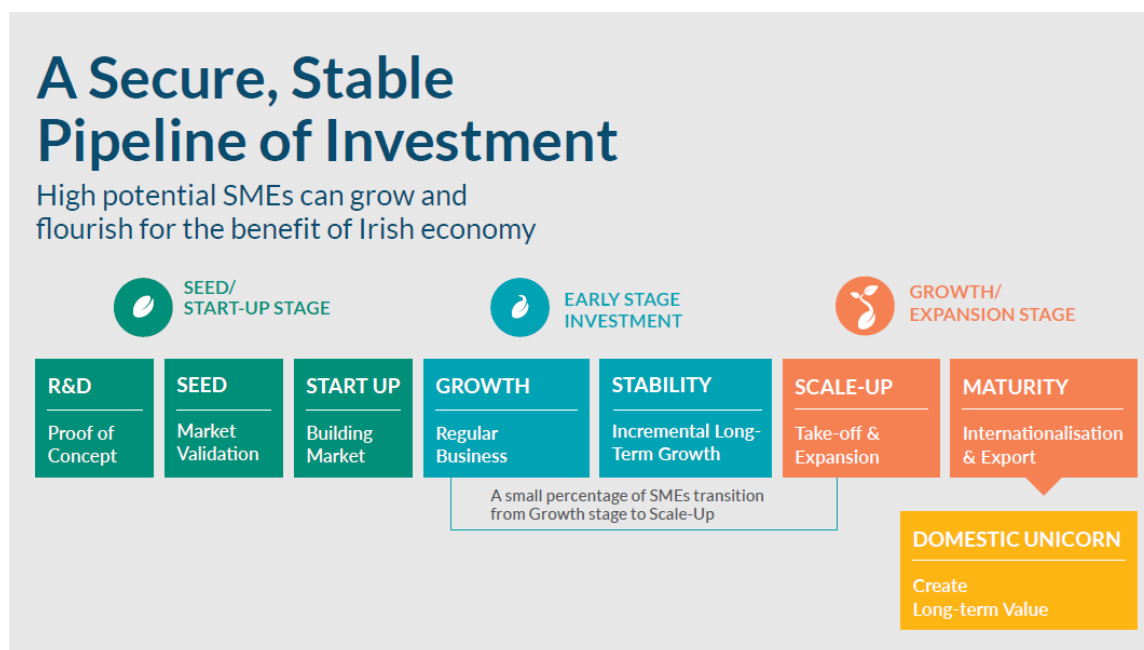 A Secure, Stable
Pipeline of Investment
High potential SMEs can grow and
flourish for the benefit of Irish economy
SEED/
START-UP STAGE
EARLY STAGE
INVESTMENT
GROWTH/
EXPANSION STAGE
R&D
Proof of
Concept
SEED
Market
Validation
START UP
Building
Market
GROWTH
Regular
Business
STABILITY
Incremental Long-
Term Growth
SCALE-UP
Take-off &
Expansion
MATURITY
Internationalisation
& Export
A small percentage of SMEs transition
from Growth stage to Scale-Up
DOMESTIC UNICORN
Create
Long-term Value